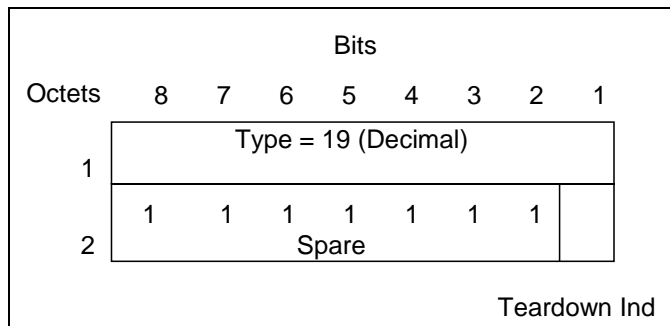 Bits
Octets 8 7 6 5 4 3 2 1
Type = 19 (Decimal)
1
1 1 1 1 1 1 1
2 Spare
Teardown Ind